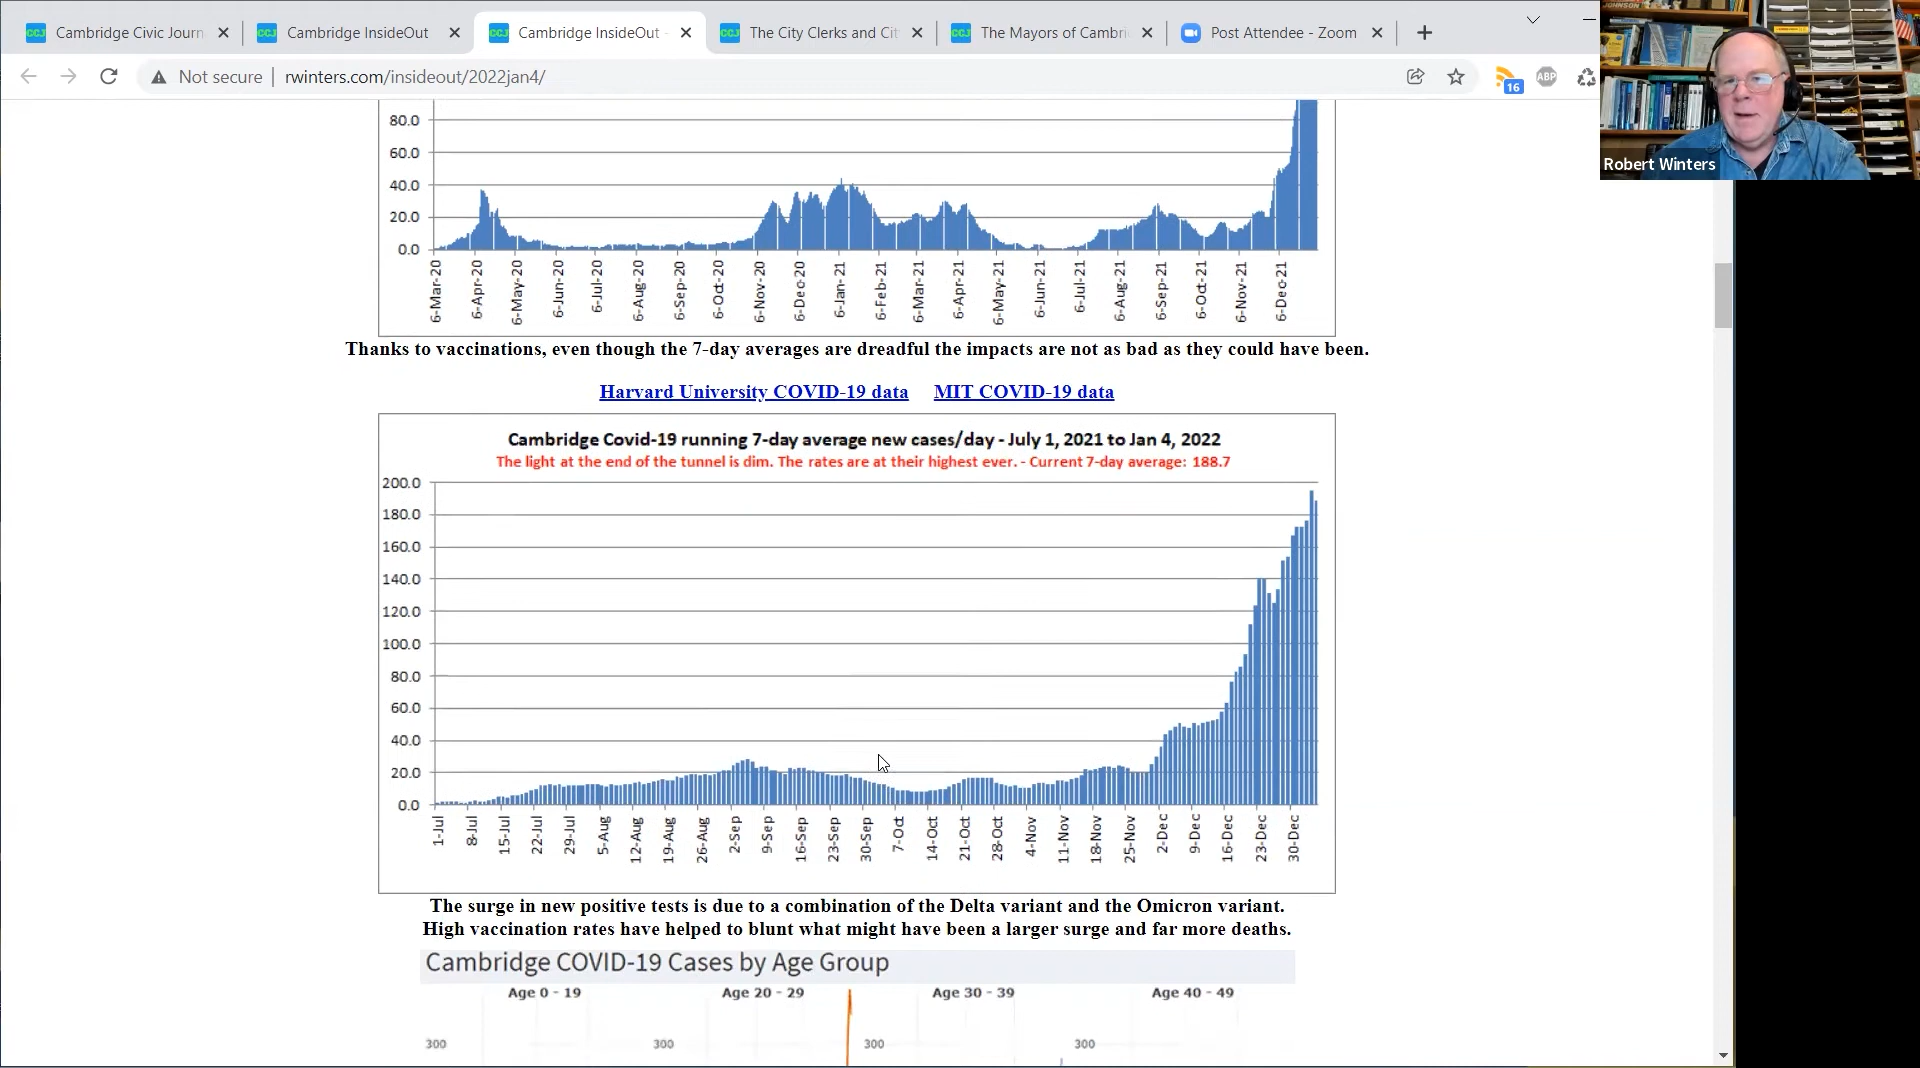 Cambridge Civic Journ
Cambridge InsideOut
Cambridge InsideOut -
The City Clerks and Cit
The Mayors of Cambri
Post Attendee - Zoom
Not secure
rwinters.com/insideout/2022jan4/
16
ABP
Robert Winters
80.0
60.0
40.0
20.0
0.0
6-Mar-20 6-Apr-20 6-May-20 6-Jun-20 6-Jul-20 6-Aug-20 6-Sep-20 6-Oct-20 6-Nov-20 6-Dec-20 6-Jan-21 6-Feb-21 6-Mar-21 6-Apr-21 6-May-21 6-Jun-21 6-Jul-21 6-Aug-21 6-Sep-21 6-Oct-21 6-Nov-21 6-Dec-21
Thanks to vaccinations, even though the 7-day averages are dreadful the impacts are not as bad as they could have been.
Harvard University COVID-19 data MIT COVID-19 data
Cambridge Covid-19 running 7-day average new cases/day - July 1, 2021 to Jan 4, 2022
The light at the end of the tunnel is dim. The rates are at their highest ever. - Current 7-day average: 188.7
200.0
180.0
160.0
140.0
120.0
100.0
80.0
60.0
40.0
20.0
0.0
1-Jul 8-Jul 15-Jul 22-Jul 29-Jul 5-Aug 12-Aug 19-Aug 26-Aug 2-Sep 9-Sep 16-Sep 23-Sep 30-Sep 7-Oct 14-Oct 21-Oct 28-Oct 4-Nov 11-Nov 18-Nov 25-Nov 2-Dec 9-Dec 16-Dec 23-Dec 30-Dec
The surge in new positive tests is due to a combination of the Delta variant and the Omicron variant.
High vaccination rates have helped to blunt what might have been a larger surge and far more deaths.
Cambridge COVID-19 Cases by Age Group
Age 0 - 19 Age 20 - 29 Age 30 - 39 Age 40 - 49
300 300 300 300